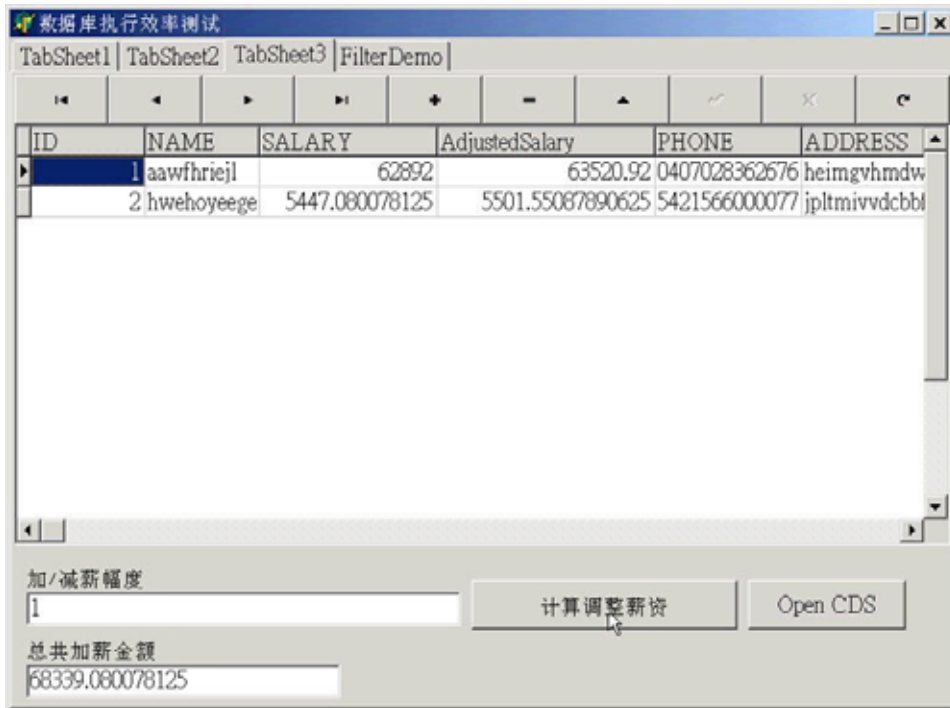 数据库执行效率测试
TabSheet1 TabSheet2 TabSheet3 FilterDemo
ID NAME SALARY AdjustedSalary PHONE ADDRESS
1 aawfhriejl 62892 63520.92 0407028362676 heimgvhmdw
2 hwehoyeege 5447.080078125 5501.55087890625 5421566000077 jpltmivvdcbbf
加/减薪幅度
1 计算调整薪资 Open CDS
总共加薪金额
68339.080078125